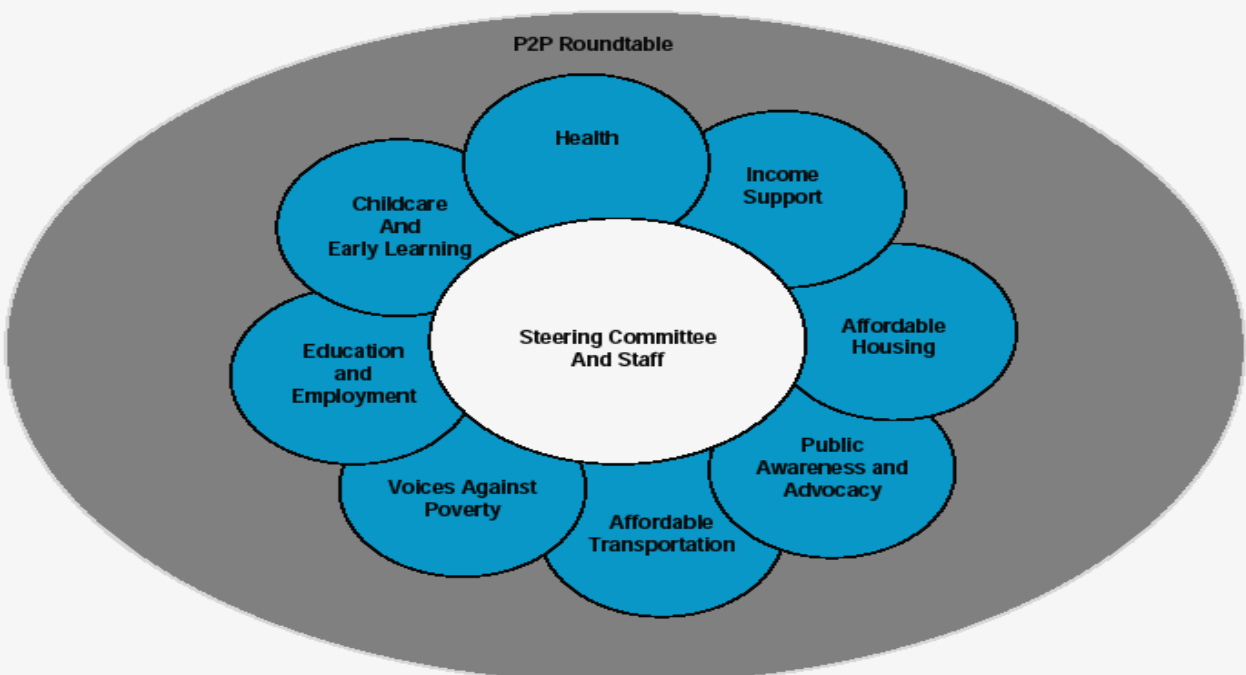 P2P Roundtable
Health
Income
Support
Childcare
And
Early Learning
Affordable
Housing
Steering Committee
And Staff
Education
and
Employment
Public
Awareness and
Advocacy
Voices Against
Poverty
Affordable
Transportation